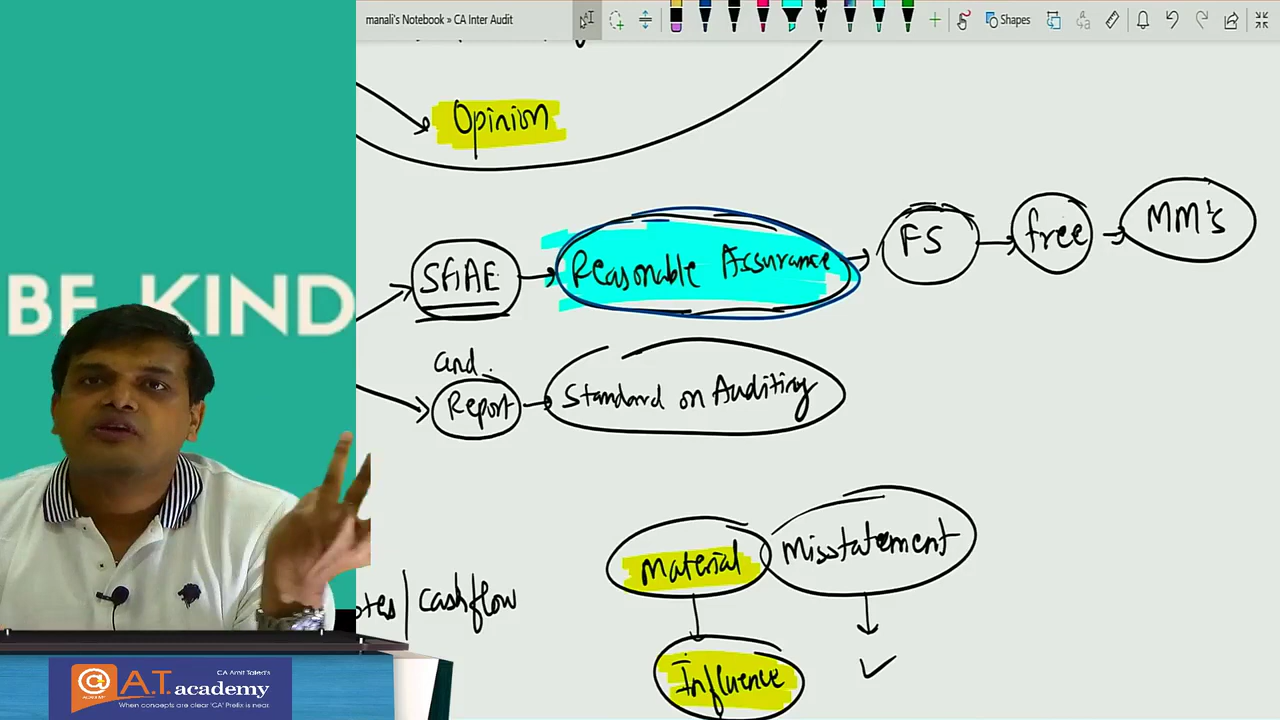 manali's Notebook » CA Inter Audit
Shapes
Opinion
SFIAE
Reasonable Assurance
FS
free
MM's
and.
Report
Standard on Auditing
Material
Misstatement
cashflow
Influence
BE KIND
CA Amit Talda's
@A.T. academy
When concepts are clear 'CA' Prefix is near.